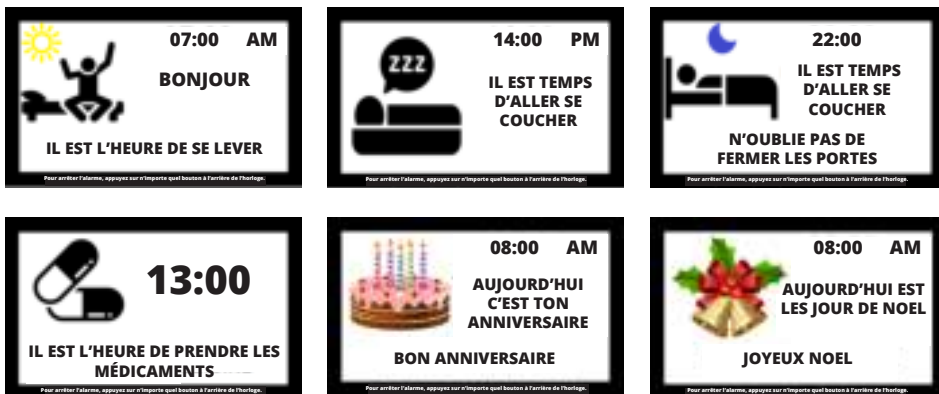 07:00 AM
BONJOUR
IL EST L'HEURE DE SE LEVER
Pour arrêter l'alarme, appuyez sur n'importe quel bouton à l'arrière de l'horloge.
14:00 PM
ZZZ
IL EST TEMPS
D'ALLER SE
COUCHER
Pour arrêter l'alarme, appuyez sur n'importe quel bouton à l'arrière de l'horloge.
22:00
IL EST TEMPS
D'ALLER SE
COUCHER
N'OUBLIE PAS DE
FERMER LES PORTES
Pour arrêter l'alarme, appuyez sur n'importe quel bouton à l'arrière de l'horloge.
13:00
IL EST L'HEURE DE PRENDRE LES
MÉDICAMENTS
Pour arrêter l'alarme, appuyez sur n'importe quel bouton à l'arrière de l'horloge.
08:00 AM
AUJOURD'HUI
C'EST TON
ANNIVERSAIRE
BON ANNIVERSAIRE
Pour arrêter l'alarme, appuyez sur n'importe quel bouton à l'arrière de l'horloge.
08:00 AM
AUJOURD'HUI EST
LES JOUR DE NOEL
JOYEUX NOEL
Pour arrêter l'alarme, appuyez sur n'importe quel bouton à l'arrière de l'horloge.